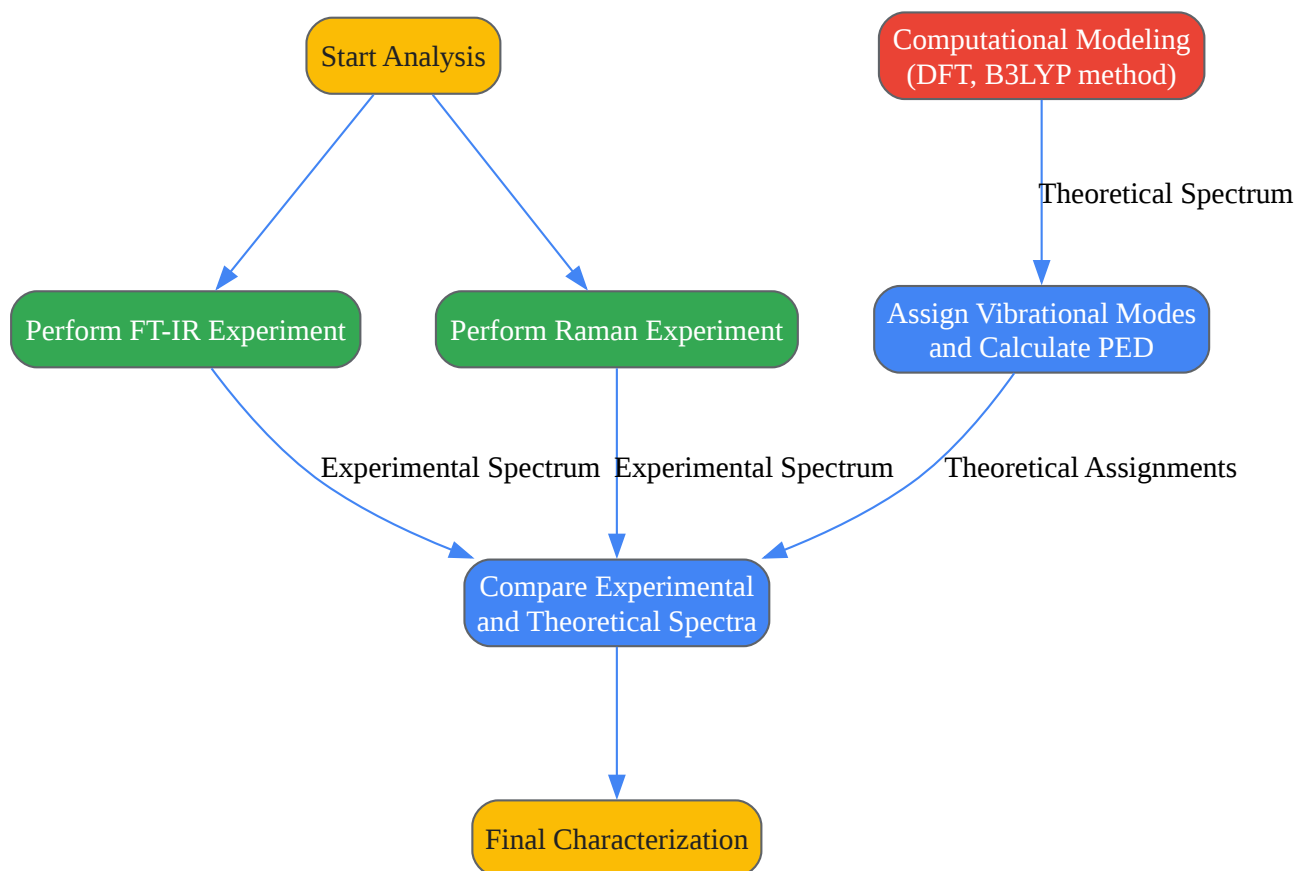 Start Analysis
Computational Modeling
(DFT, B3LYP method)
Theoretical Spectrum
Perform FT-IR Experiment
Perform Raman Experiment
Assign Vibrational Modes
and Calculate PED
Experimental Spectrum
Experimental Spectrum
Theoretical Assignments
Compare Experimental
and Theoretical Spectra
Final Characterization